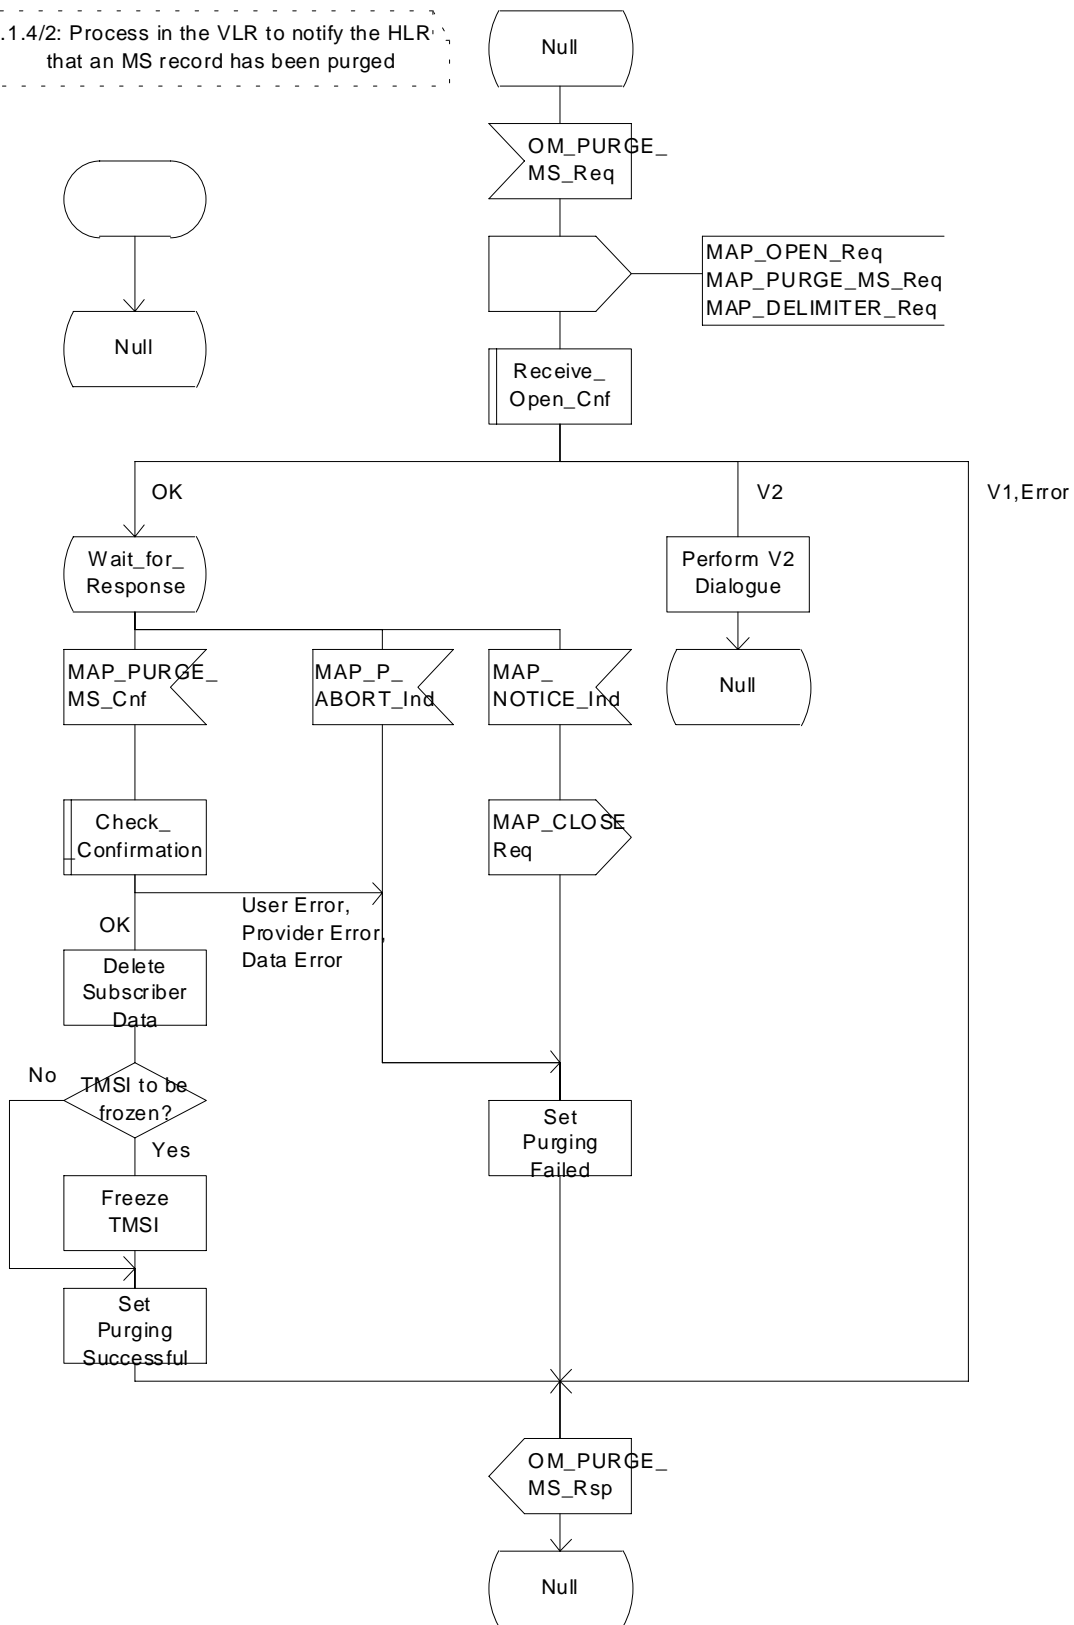 .1.4/2: Process in the VLR to notify the HLR
that an MS record has been purged
Null
OM_PURGE_
MS_Req
MAP_OPEN_Req
MAP_PURGE_MS_Req
MAP_DELIMITER_Req
Null
Receive_
Open_Cnf
OK
V2
V1,Error
Wait_for_
Response
Perform V2
Dialogue
MAP_PURGE_
MS_Cnf
MAP_P_
ABORT_Ind
MAP_
NOTICE_Ind
Null
Check_
_Confirmation
MAP_CLOSE_
Req
User Error,
Provider Error,
Data Error
OK
Delete
Subscriber
Data
No
TMSI to be
frozen?
Yes
Set
Purging
Failed
Freeze
TMSI
Set
Purging
Successful
OM_PURGE_
MS_Rsp
Null